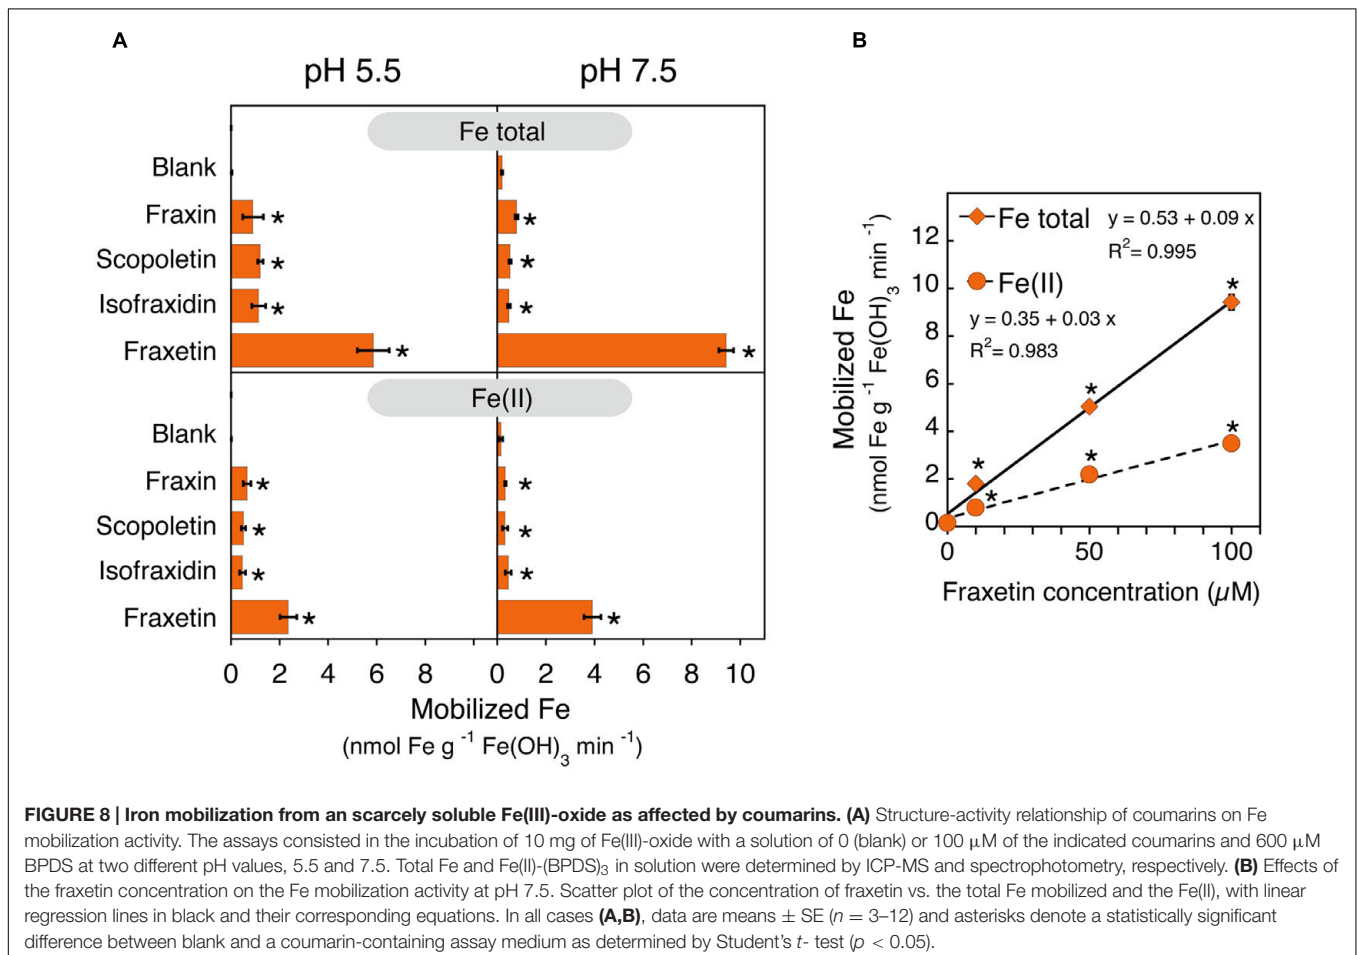 A
B
pH 5.5
pH 7.5
Fe total
Blank
Fraxin *
*
Scopoletin *
*
Isofraxidin *
*
Fraxetin *
*
Fe(II)
Blank
Fraxin *
*
Scopoletin *
*
Isofraxidin *
*
Fraxetin *
*
0 2 4 6 8 0 2 4 6 8 10
Mobilized Fe
(nmol Fe g -1 Fe(OH)3 min -1)
Mobilized Fe
(nmol Fe g -1 Fe(OH)3 min -1)
Fe total
y = 0.53 + 0.09 x
R2= 0.995
Fe(II)
y = 0.35 + 0.03 x
R2= 0.983
12
10
8
6
4
2
0
* * *
* * *
0 50 100
Fraxetin concentration (µM)
FIGURE 8 | Iron mobilization from an scarcely soluble Fe(III)-oxide as affected by coumarins. (A) Structure-activity relationship of coumarins on Fe
mobilization activity. The assays consisted in the incubation of 10 mg of Fe(III)-oxide with a solution of 0 (blank) or 100 µM of the indicated coumarins and 600 µM
BPDS at two different pH values, 5.5 and 7.5. Total Fe and Fe(II)-(BPDS)3 in solution were determined by ICP-MS and spectrophotometry, respectively. (B) Effects of
the fraxetin concentration on the Fe mobilization activity at pH 7.5. Scatter plot of the concentration of fraxetin vs. the total Fe mobilized and the Fe(II), with linear
regression lines in black and their corresponding equations. In all cases (A,B), data are means ± SE (n = 3–12) and asterisks denote a statistically significant
difference between blank and a coumarin-containing assay medium as determined by Student's t- test (p < 0.05).